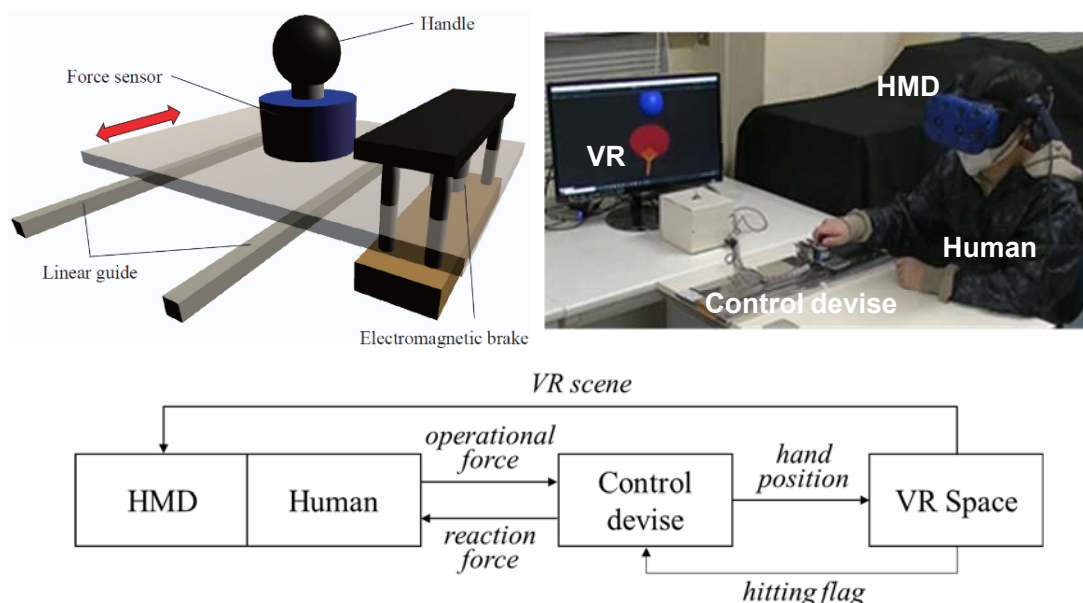 Handle
Force sensor
Linear guide
Electromagnetic brake
HMD
VR
Human
Control devise
VR scene
operational
force
hand
position
HMD
Human
Control
devise
VR Space
reaction
force
hitting flag